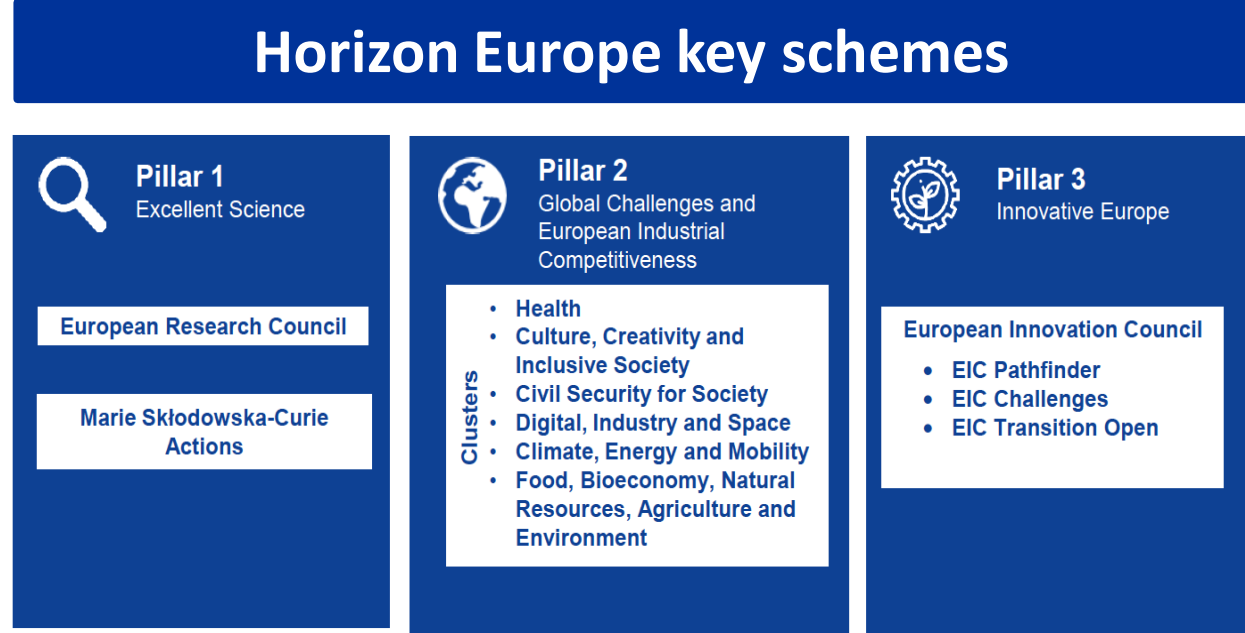 Horizon Europe key schemes
Pillar 1
Excellent Science
European Research Council
Marie Skłodowska-Curie
Actions
Pillar 2
Global Challenges and
European Industrial
Competitiveness
Clusters
• Health
• Culture, Creativity and
Inclusive Society
• Civil Security for Society
• Digital, Industry and Space
• Climate, Energy and Mobility
• Food, Bioeconomy, Natural
Resources, Agriculture and
Environment
Pillar 3
Innovative Europe
European Innovation Council
• EIC Pathfinder
• EIC Challenges
• EIC Transition Open